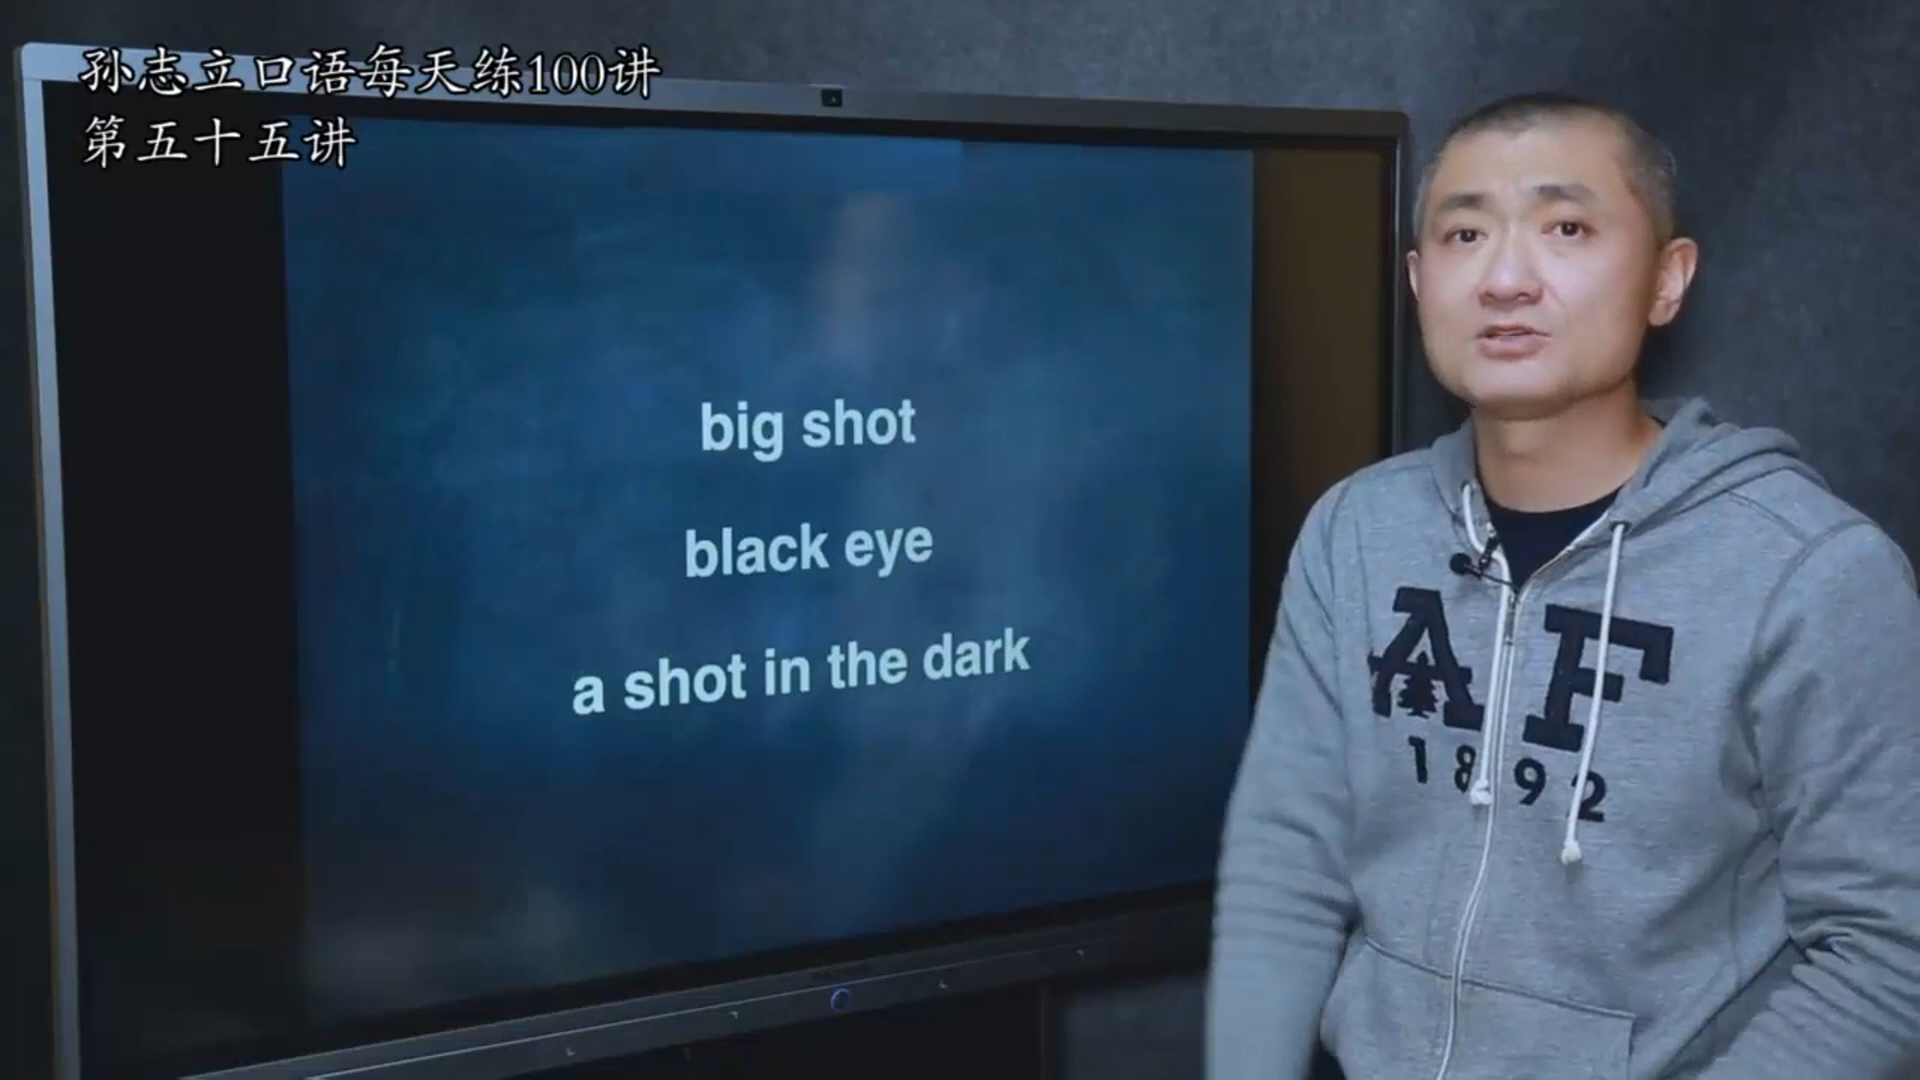 孙志立口语每天练100讲
第五十五讲
big shot
black eye
a shot in the dark
AF
1892